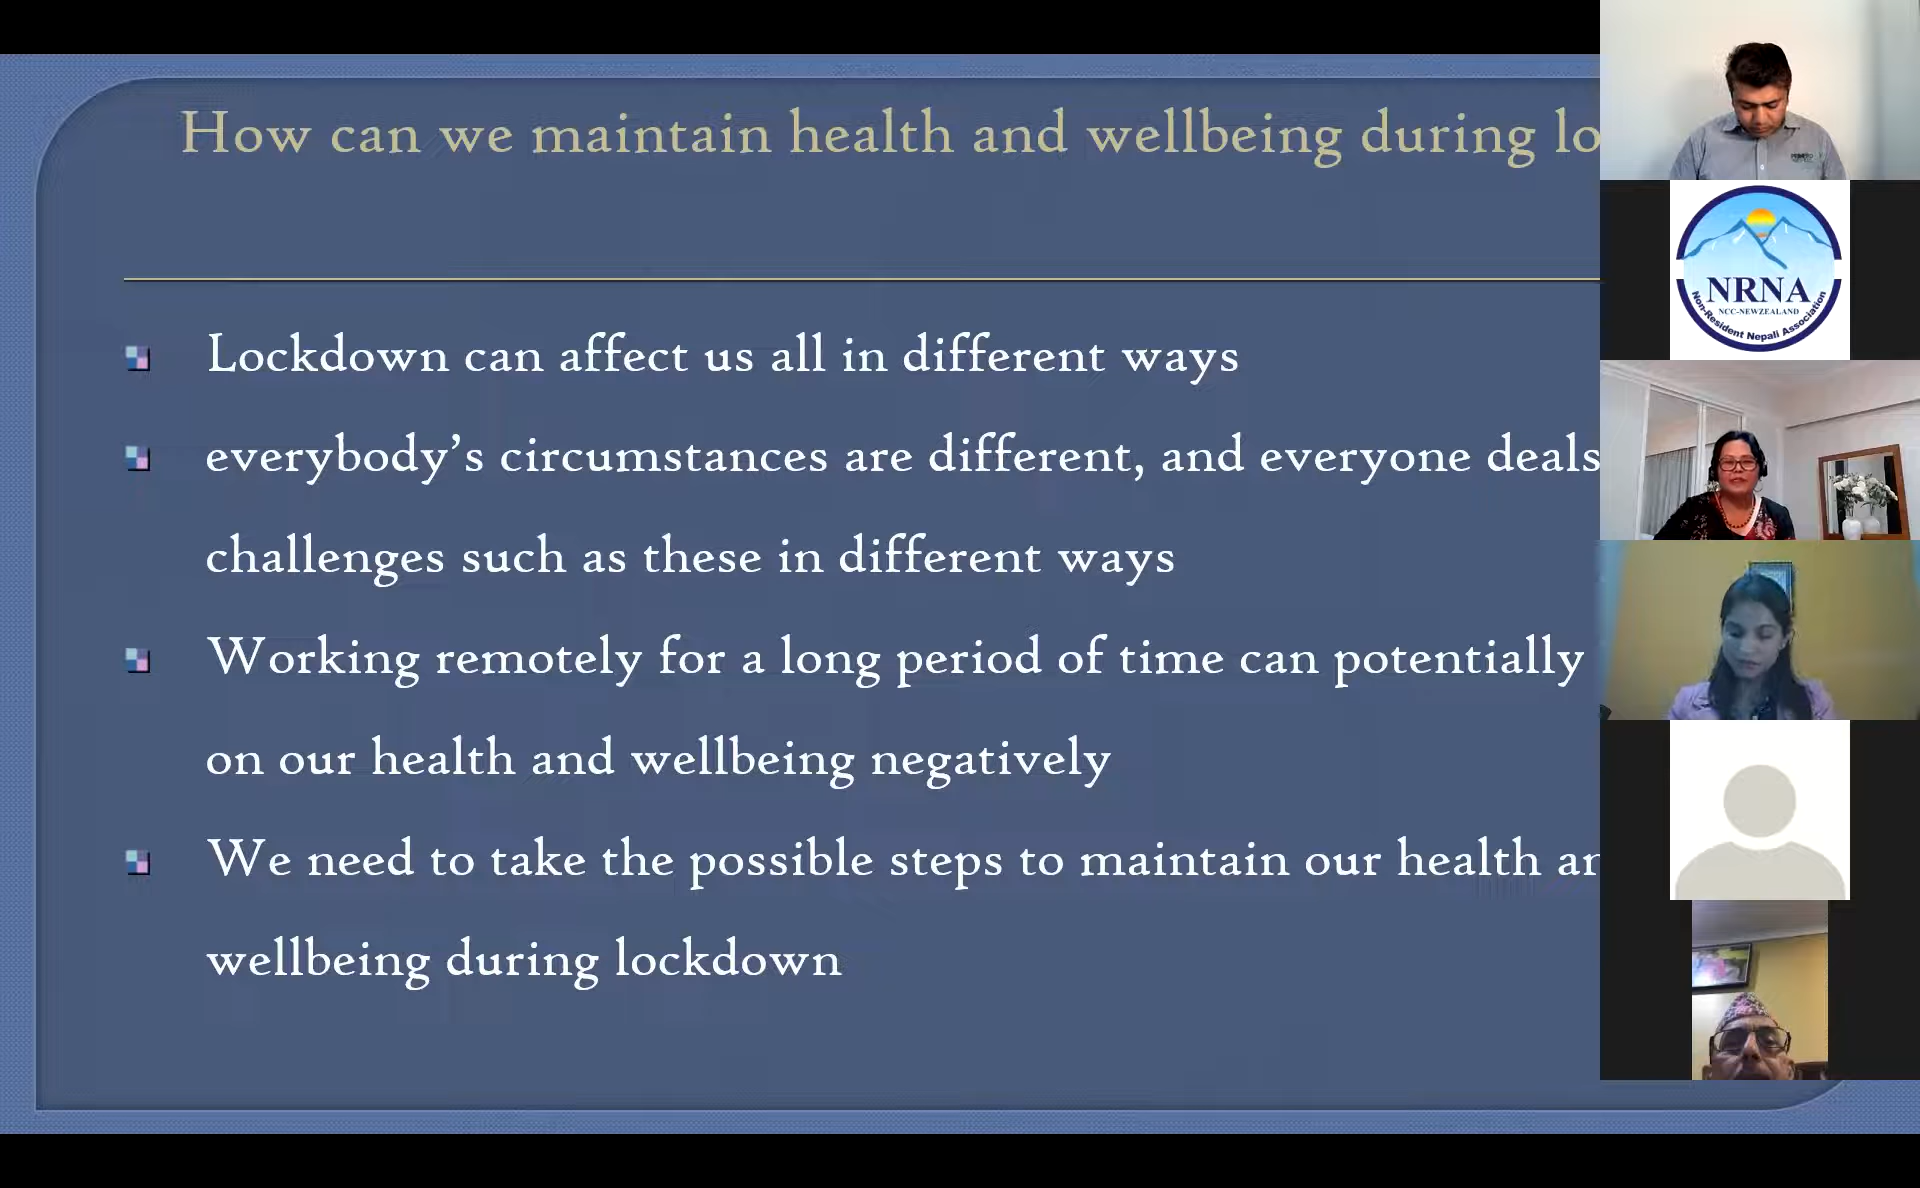 How can we maintain health and wellbeing during lo
Lockdown can affect us all in different ways
everybody’s circumstances are different, and everyone deals
challenges such as these in different ways
Working remotely for a long period of time can potentially
on our health and wellbeing negatively
We need to take the possible steps to maintain our health an
wellbeing during lockdown
NRNA
NCC-NEWZEALAND
Non-Resident Nepali Association